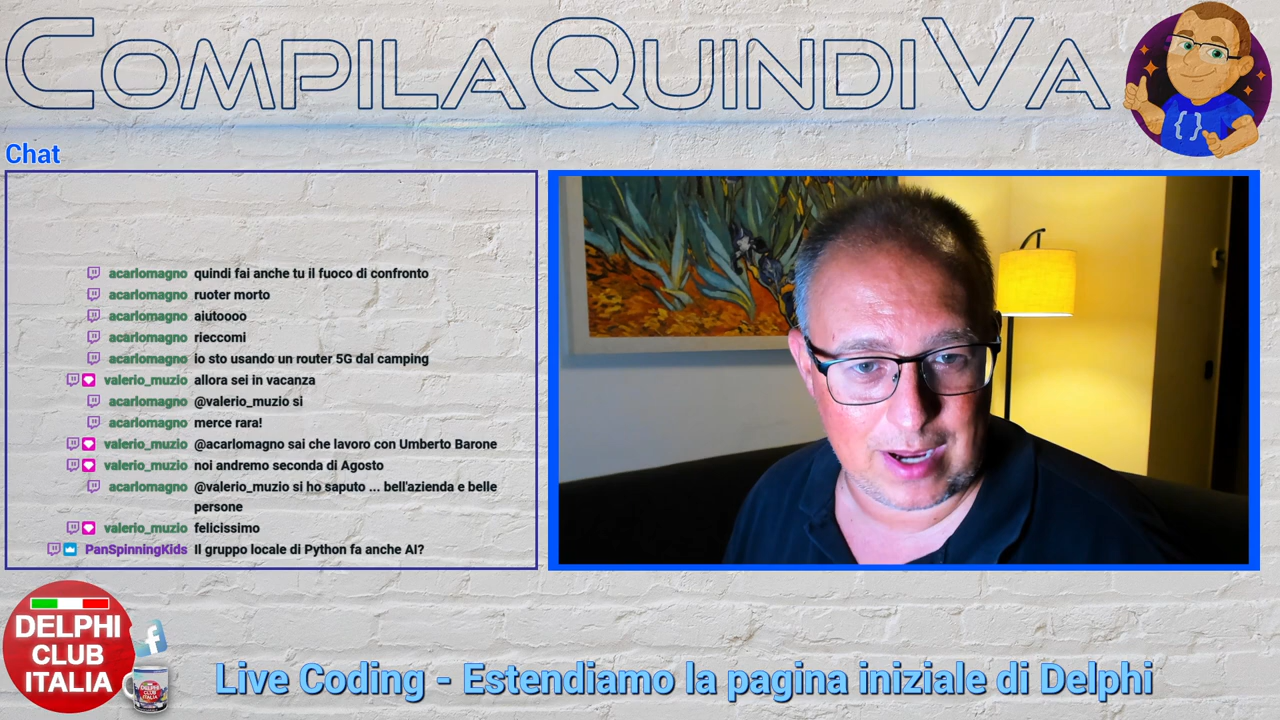 CompilaQuindiVa
Chat
acarlomagno quindi fai anche tu il fuoco di confronto
acarlomagno ruoter morto
acarlomagno aiutoooo
acarlomagno rieccomi
acarlomagno io sto usando un router 5G dal camping
valerio_muzio allora sei in vacanza
acarlomagno @valerio_muzio si
acarlomagno merce rara!
valerio_muzio @acarlomagno sai che lavoro con Umberto Barone
valerio_muzio noi andremo seconda di Agosto
acarlomagno @valerio_muzio si ho saputo ... bell'azienda e belle
persone
valerio_muzio felicissimo
PanSpinningKids Il gruppo locale di Python fa anche AI?
{ }
DELPHI
CLUB
ITALIA
f
DELPHI
CLUB
ITALIA
Live Coding - Estendiamo la pagina iniziale di Delphi